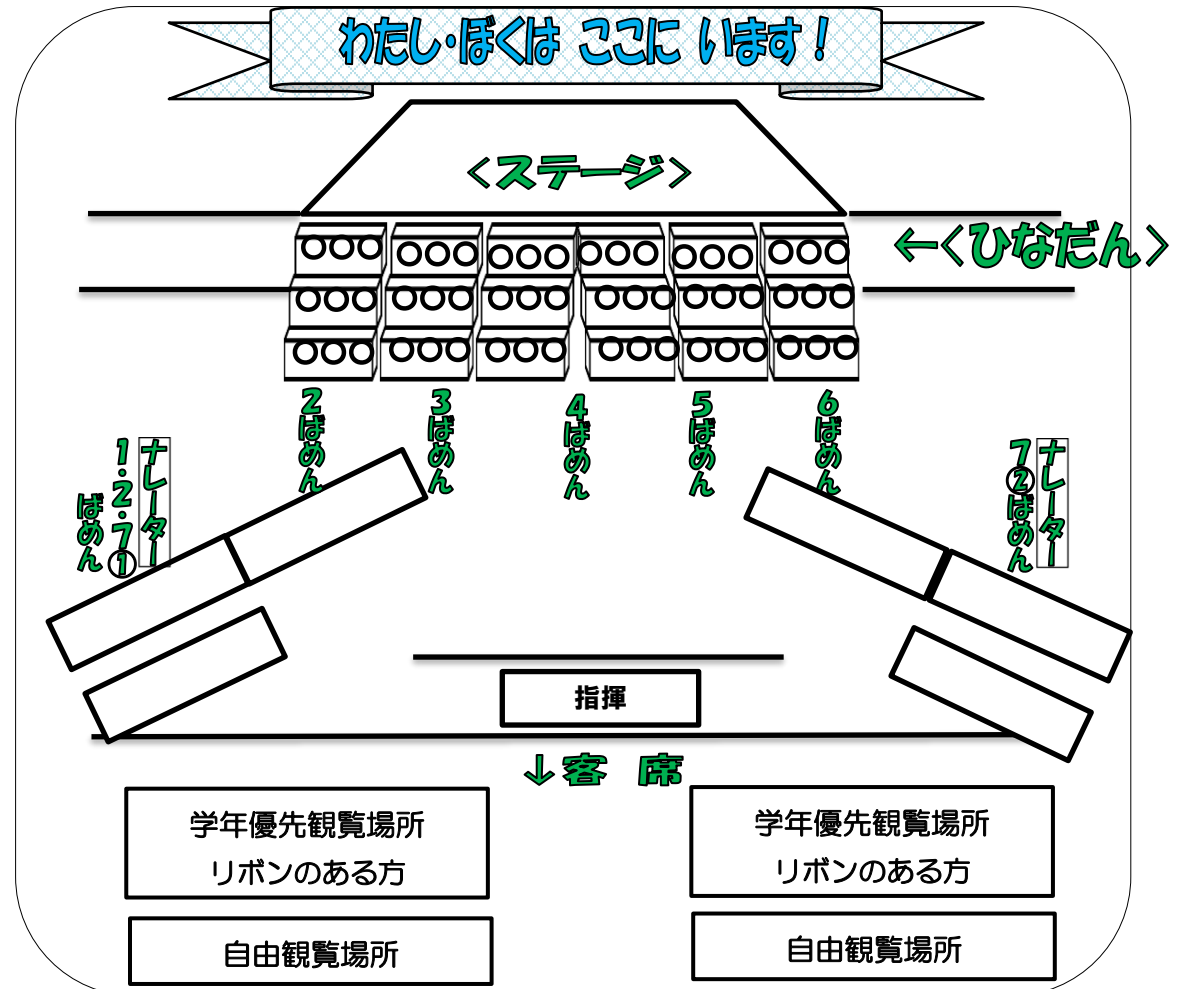 わたし・ぼくは ここに います！
＜ステージ＞
←＜ひなだん＞
2ばめん
3ばめん
4ばめん
5ばめん
6ばめん
ナレーター
1・2・7①
ばめん
ナレーター
7②ばめん
指揮
↓客 席
学年優先観覧場所
リボンのある方
学年優先観覧場所
リボンのある方
自由観覧場所
自由観覧場所